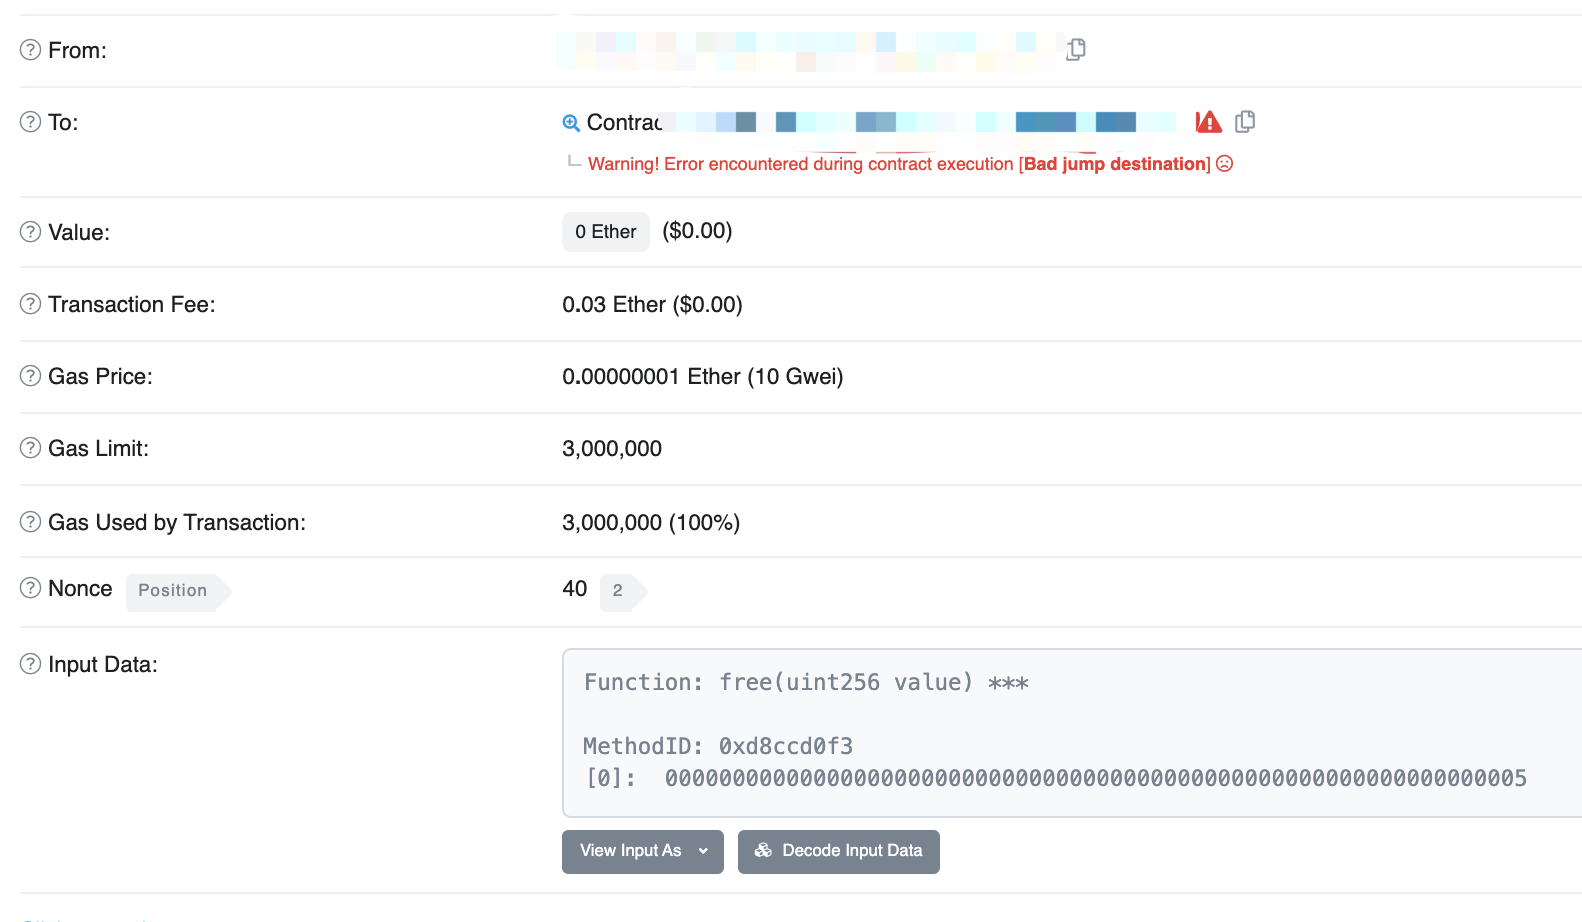 From:
To:
Contrac
Warning! Error encountered during contract execution [Bad jump destination]
Value:
0 Ether ($0.00)
Transaction Fee:
0.03 Ether ($0.00)
Gas Price:
0.00000001 Ether (10 Gwei)
Gas Limit:
3,000,000
Gas Used by Transaction:
3,000,000 (100%)
Nonce Position
40 2
Input Data:
Function: free(uint256 value) ***
MethodID: 0xd8ccd0f3
[0]: 0000000000000000000000000000000000000000000000000000000000000005
View Input As
Decode Input Data